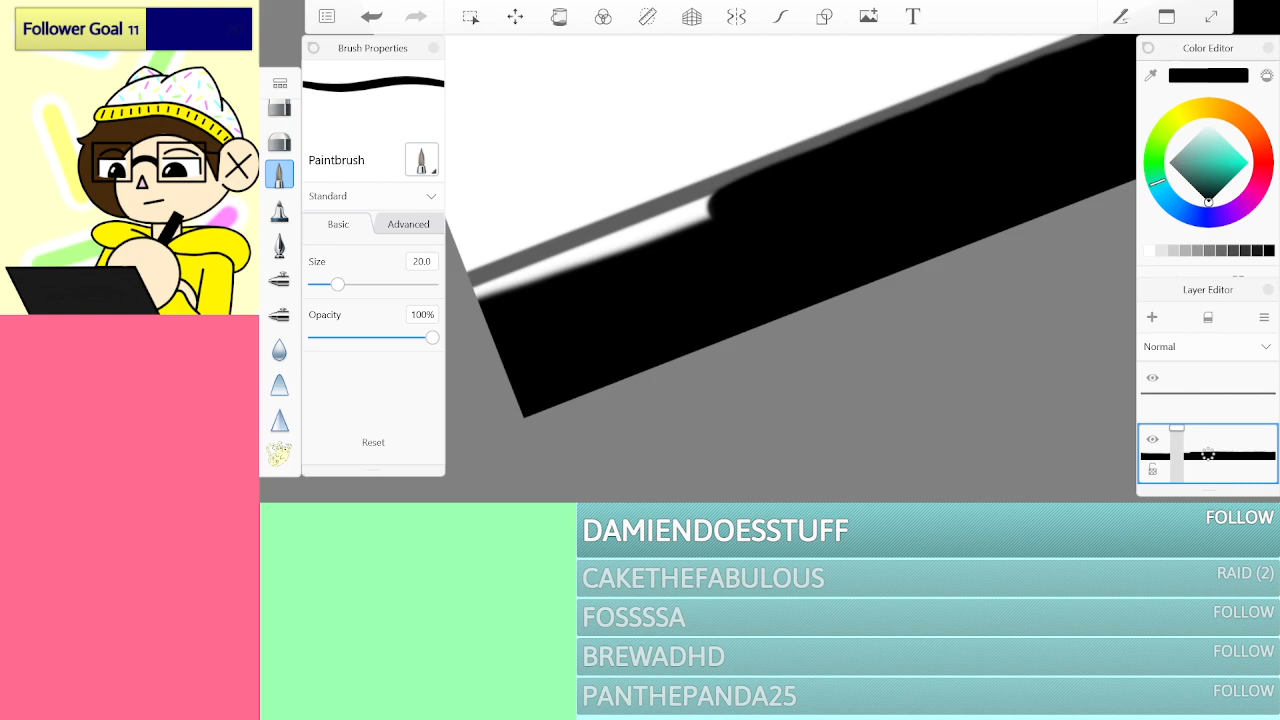 Follower Goal 11
T
Brush Properties
Paintbrush
Standard
Basic
Advanced
Size
20.0
Opacity
100%
Reset
Color Editor
Layer Editor
Normal
DAMIENDOESSTUFF
FOLLOW
CAKETHEFABULOUS
RAID (2)
FOSSSSA
FOLLOW
BREWADHD
FOLLOW
PANTHEPANDA25
FOLLOW